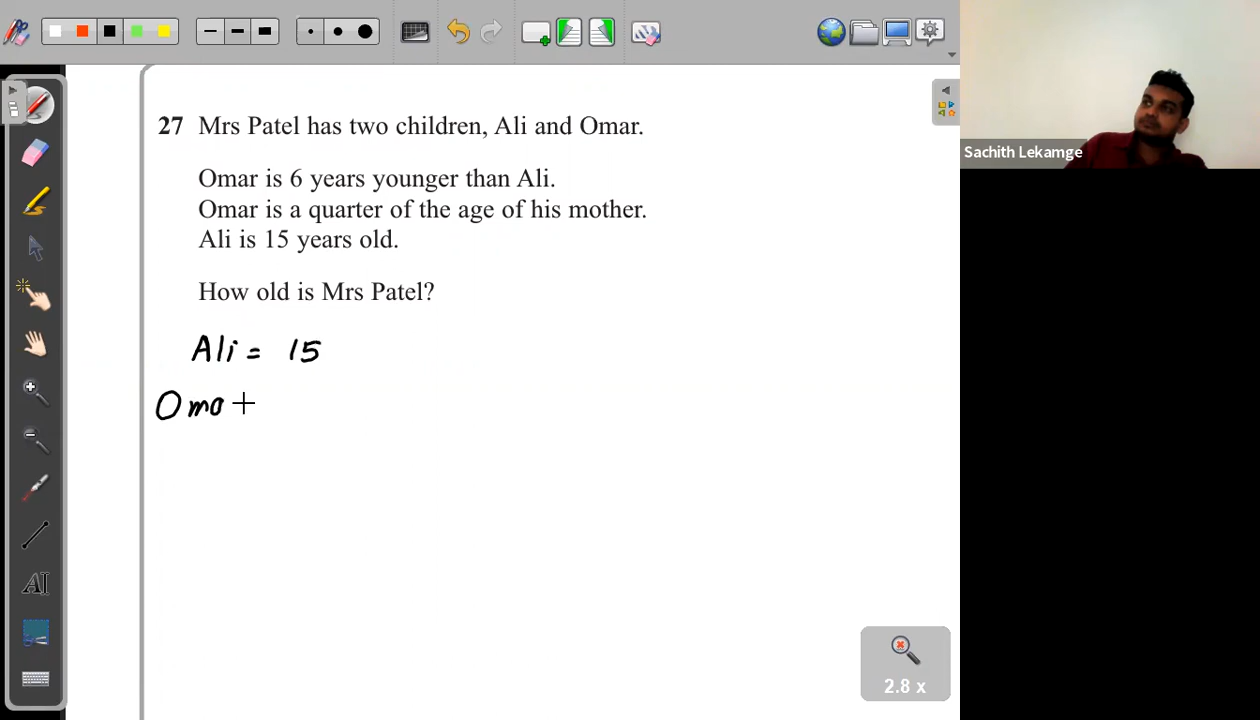 27 Mrs Patel has two children, Ali and Omar.
Omar is 6 years younger than Ali.
Omar is a quarter of the age of his mother.
Ali is 15 years old.
How old is Mrs Patel?
Ali = 15
Oma
Sachith Lekamge
AI
2.8 x